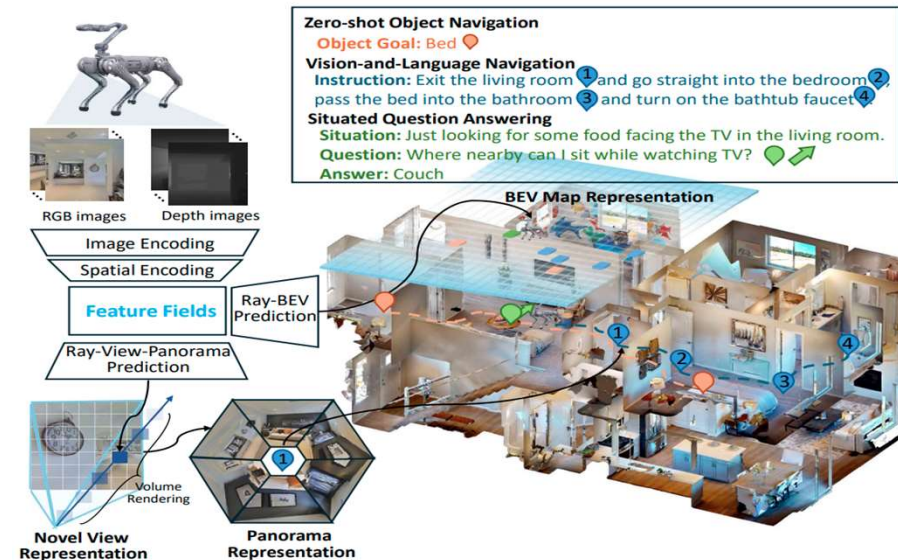 Zero-shot Object Navigation
Object Goal: Bed
Vision-and-Language Navigation
Instruction: Exit the living room 1 and go straight into the bedroom 2,
pass the bed into the bathroom 3 and turn on the bathtub faucet 4.
Situated Question Answering
Situation: Just looking for some food facing the TV in the living room.
Question: Where nearby can I sit while watching TV?
Answer: Couch
RGB images
Depth images
BEV Map Representation
Image Encoding
Spatial Encoding
Feature Fields
Ray-BEV
Prediction
Ray-View-Panorama
Prediction
1
2
3
4
Volume
Rendering
1
Novel View
Representation
Panorama
Representation